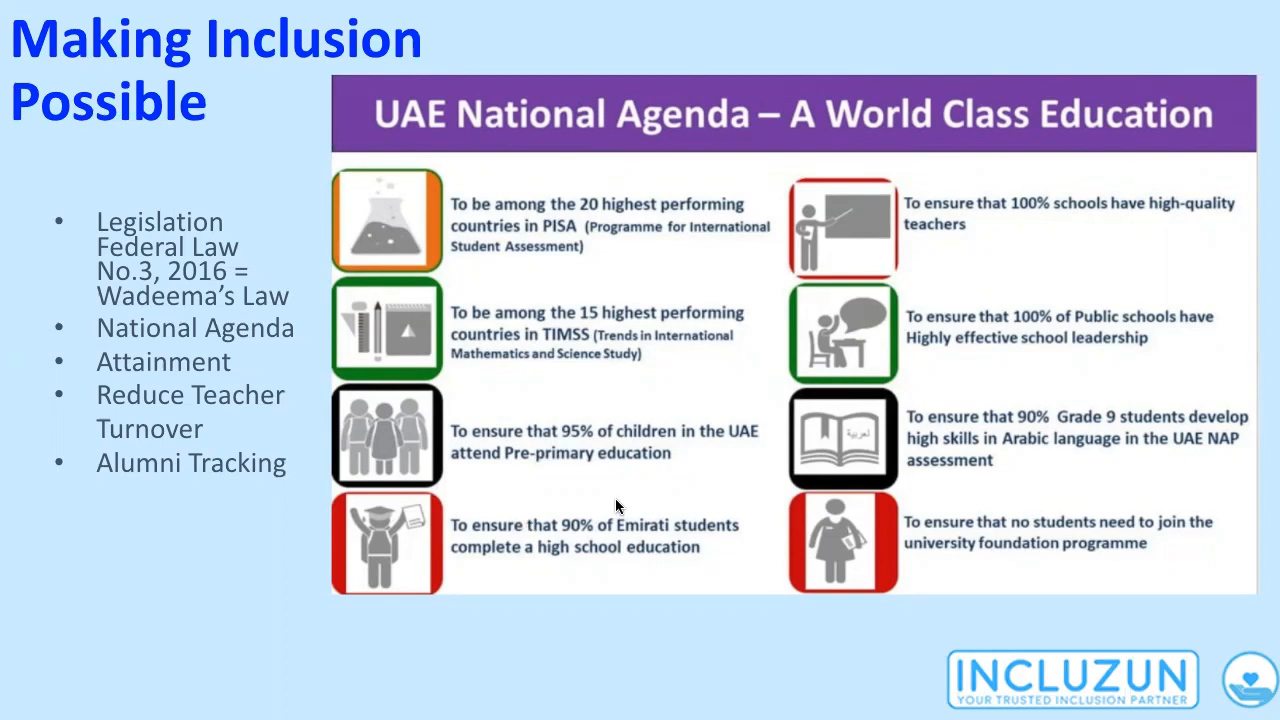 Making Inclusion
Possible
• Legislation
Federal Law
No.3, 2016 =
Wadeema’s Law
• National Agenda
• Attainment
• Reduce Teacher
Turnover
• Alumni Tracking
UAE National Agenda – A World Class Education
To be among the 20 highest performing
countries in PISA (Programme for International
Student Assessment)
To be among the 15 highest performing
countries in TIMSS (Trends in International
Mathematics and Science Study)
To ensure that 95% of children in the UAE
attend Pre-primary education
To ensure that 90% of Emirati students
complete a high school education
To ensure that 100% schools have high-quality
teachers
To ensure that 100% of Public schools have
Highly effective school leadership
العربية
To ensure that 90% Grade 9 students develop
high skills in Arabic language in the UAE NAP
assessment
To ensure that no students need to join the
university foundation programme
INCLUZUN
YOUR TRUSTED INCLUSION PARTNER